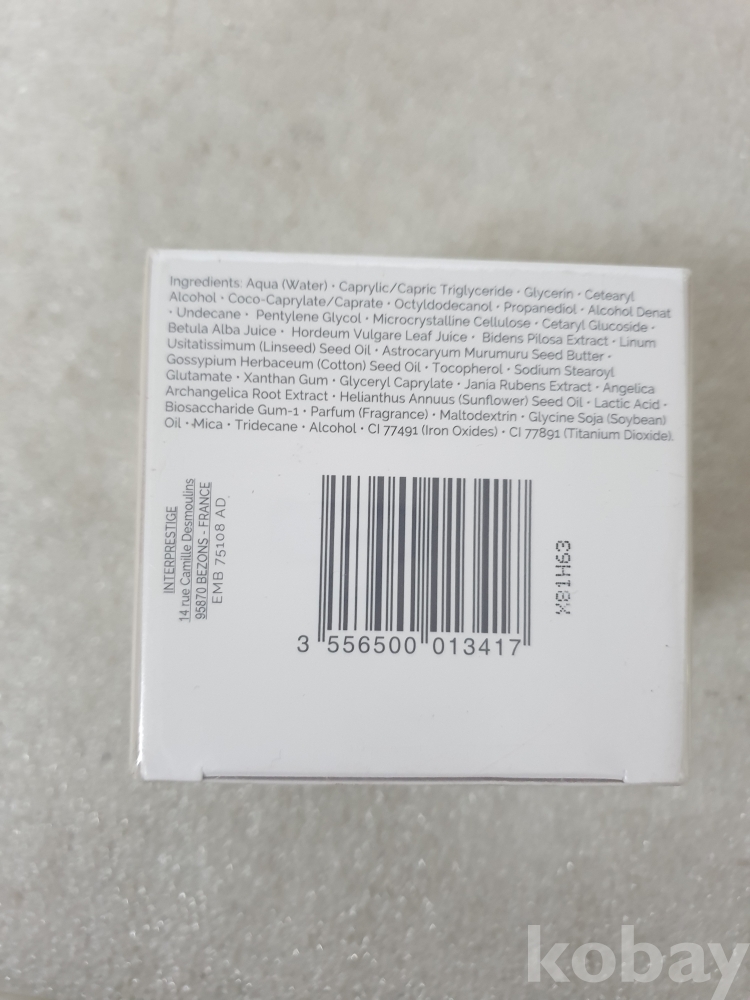 Ingredients: Aqua (Water) • Caprylic/Capric Triglyceride • Glycerin • Cetearyl
Alcohol • Coco-Caprylate/Caprate • Octyldodecanol • Propanediol • Alcohol Denat
• Undecane • Pentylene Glycol • Microcrystalline Cellulose • Cetaryl Glucoside •
Betula Alba Juice • Hordeum Vulgare Leaf Juice • Bidens Pilosa Extract • Linum
Usitatissimum (Linseed) Seed Oil • Astrocaryum Murumuru Seed Butter •
Gossypium Herbaceum (Cotton) Seed Oil • Tocopherol • Sodium Stearoyl
Glutamate • Xanthan Gum • Glyceryl Caprylate • Jania Rubens Extract • Angelica
Archangelica Root Extract • Helianthus Annuus (Sunflower) Seed Oil • Lactic Acid •
Biosaccharide Gum-1 • Parfum (Fragrance) • Maltodextrin • Glycine Soja (Soybean)
Oil • Mica • Tridecane • Alcohol • CI 77491 (Iron Oxides) • CI 77891 (Titanium Dioxide).
INTERPRESTIGE
14 rue Camille Desmoulins
95870 BEZONS - FRANCE
EMB 75108 AD
3 556500 013417
X81H63
kobay